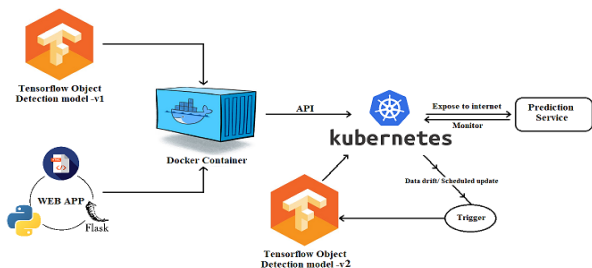 Tensorflow Object
Detection model -v1
Docker Container
API
kubernetes
Expose to internet
Monitor
Prediction
Service
WEB APP
Flask
Data drift/ Scheduled update
Trigger
Tensorflow Object
Detection model -v2